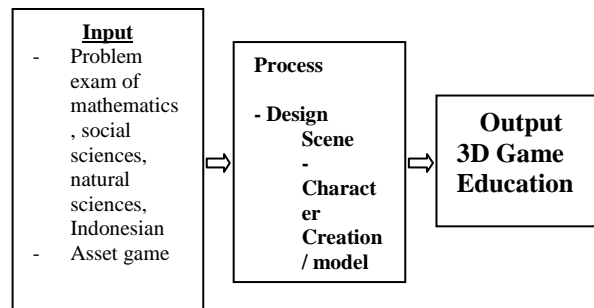 Input
- Problem
exam of
mathematics
, social
sciences,
natural
sciences,
Indonesian
- Asset game
Process
- Design
Scene
-
Charact
er
Creation
/ model
Output
3D Game
Education